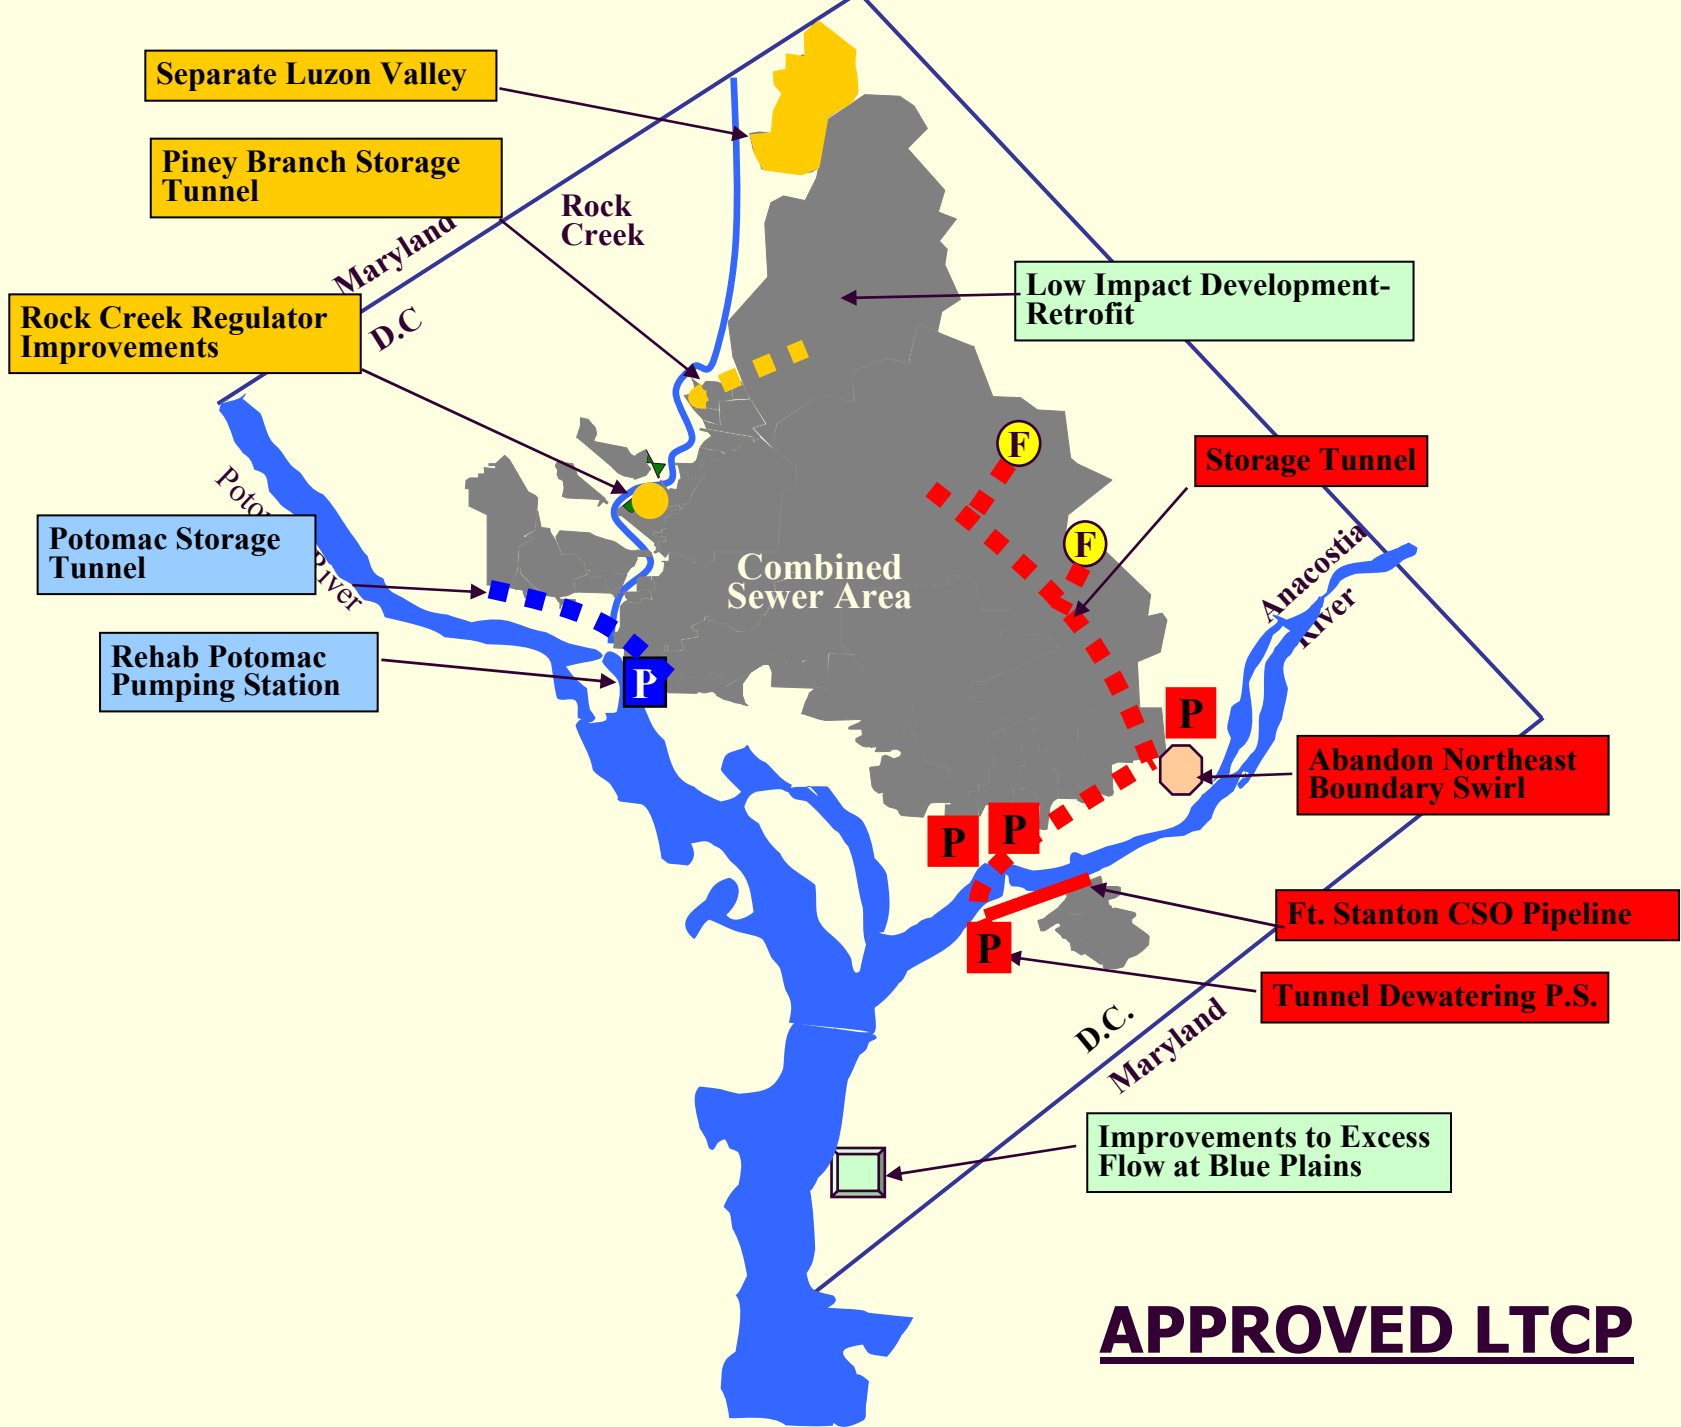 Separate Luzon Valley
Piney Branch Storage
Tunnel
Rock
Creek
Maryland
D.C
Rock Creek Regulator
Improvements
Low Impact Development-
Retrofit
F
Storage Tunnel
F
Potomac Storage
Tunnel
River
Combined
Sewer Area
Anacostia
River
Rehab Potomac
Pumping Station
P
P
Abandon Northeast
Boundary Swirl
P
P
Ft. Stanton CSO Pipeline
P
Tunnel Dewatering P.S.
D.C.
Maryland
Improvements to Excess
Flow at Blue Plains
APPROVED LTCP